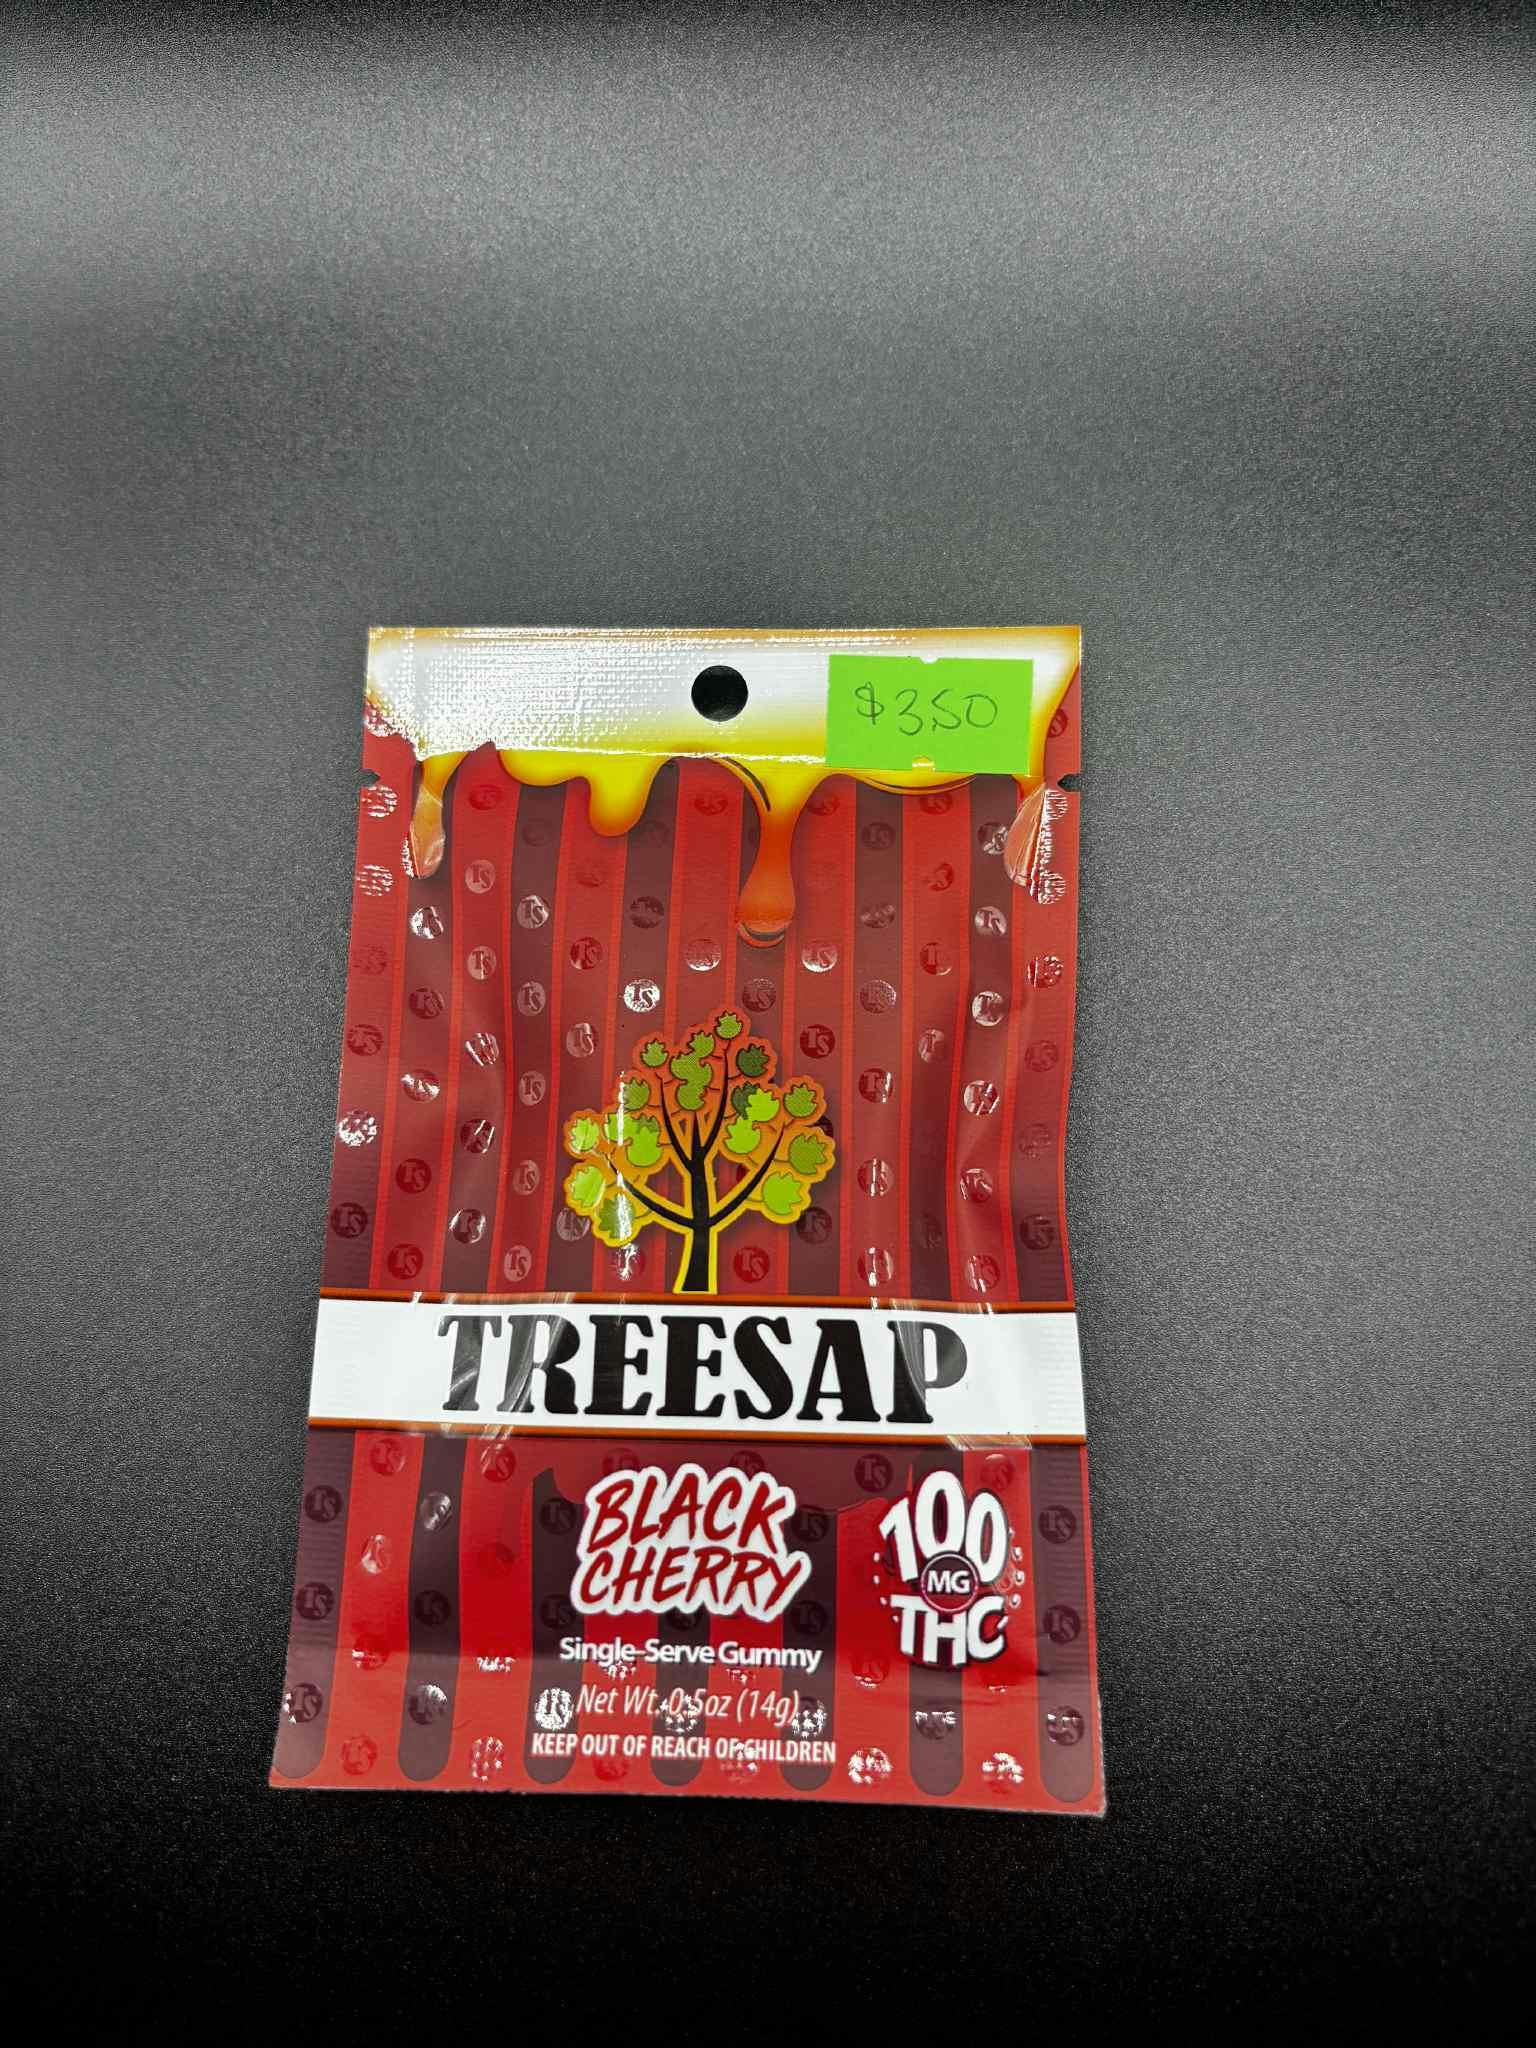 $3.50
TREESAP
BLACK
CHERRY
100
MG
THC
Single-Serve Gummy
Net Wt. 0.5oz (14g)
KEEP OUT OF REACH OF CHILDREN
TS